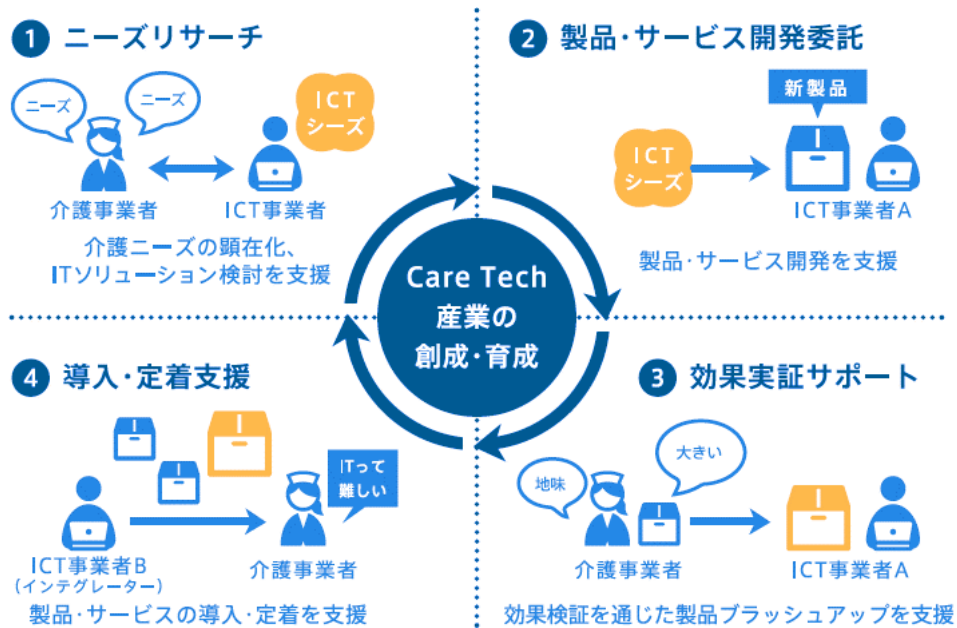 1 ニーズリサーチ
ニーズ
ニーズ
ICT
シーズ
介護事業者
ICT事業者
介護ニーズの顕在化、
ITソリューション検討を支援
2 製品・サービス開発委託
新製品
ICT
シーズ
ICT事業者A
製品・サービス開発を支援
Care Tech
産業の
創成・育成
3 効果実証サポート
地味
大きい
介護事業者
ICT事業者A
効果検証を通じた製品ブラッシュアップを支援
4 導入・定着支援
ITって
難しい
ICT事業者B
(インテグレーター)
介護事業者
製品・サービスの導入・定着を支援